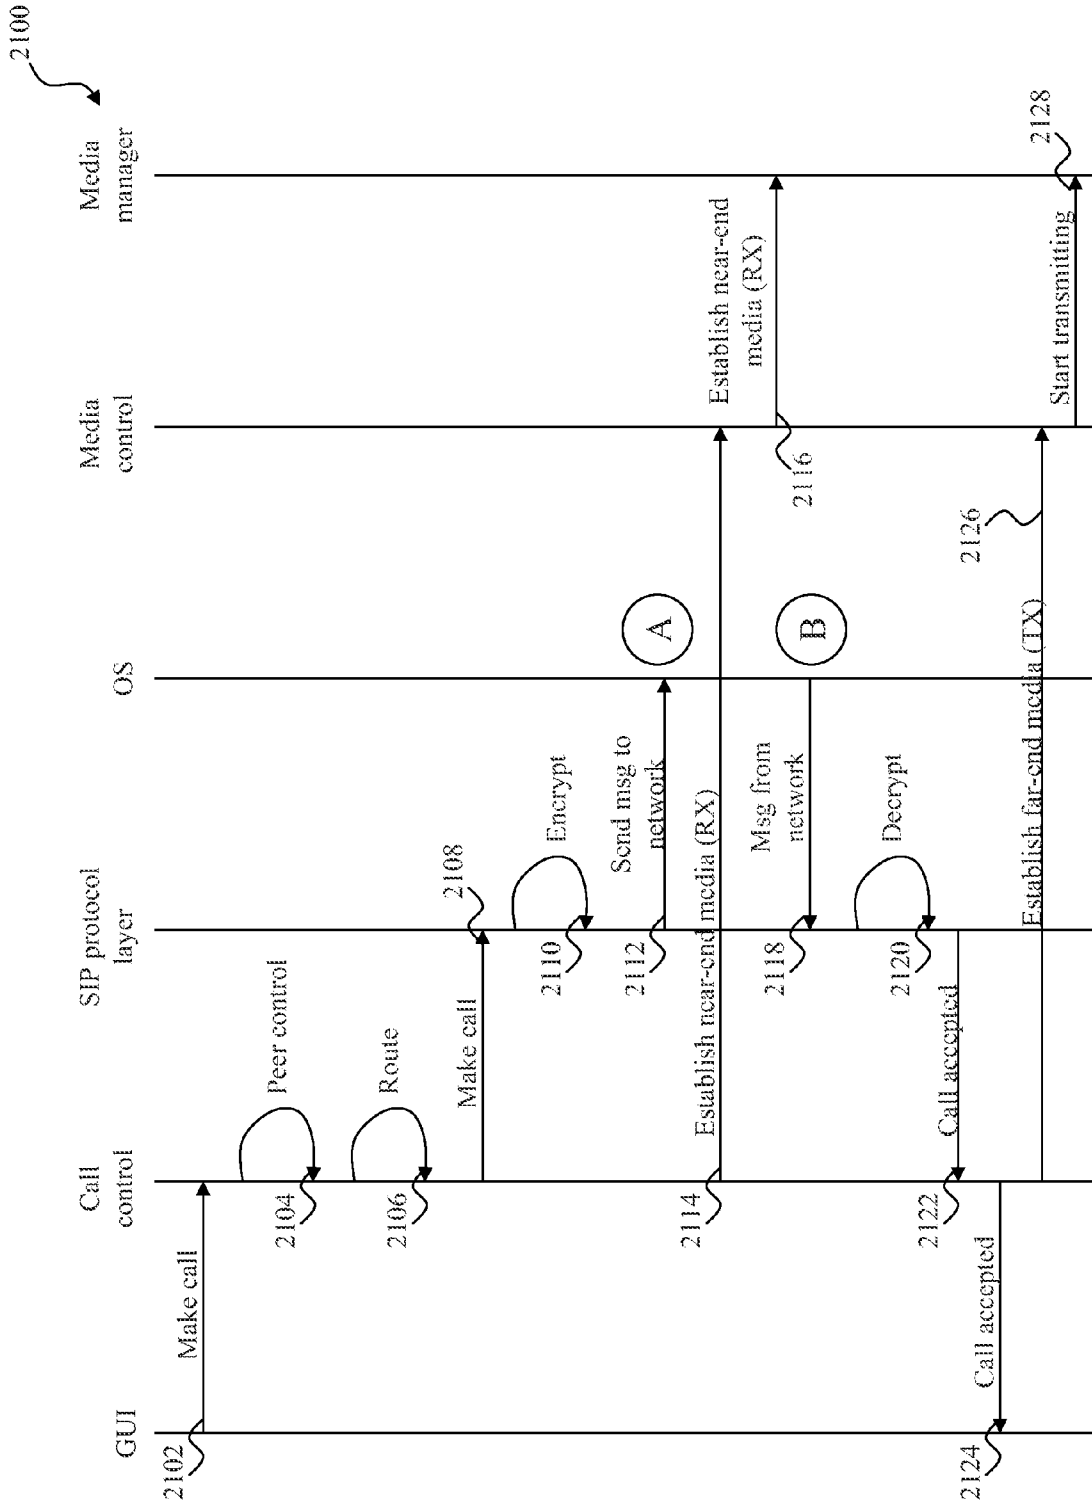 2100
GUI
Call
control
SIP protocol
layer
OS
Media
control
Media
manager
2102
Make call
2104
Peer control
2106
Route
Make call
2108
2110
Encrypt
2112
Send msg to
network
A
2114
Establish near-end media (RX)
Establish near-end
media (RX)
2116
2118
Msg from
network
B
2120
Decrypt
2122
Call accepted
2124
Call accepted
Establish far-end media (TX)
2126
Start transmitting
2128